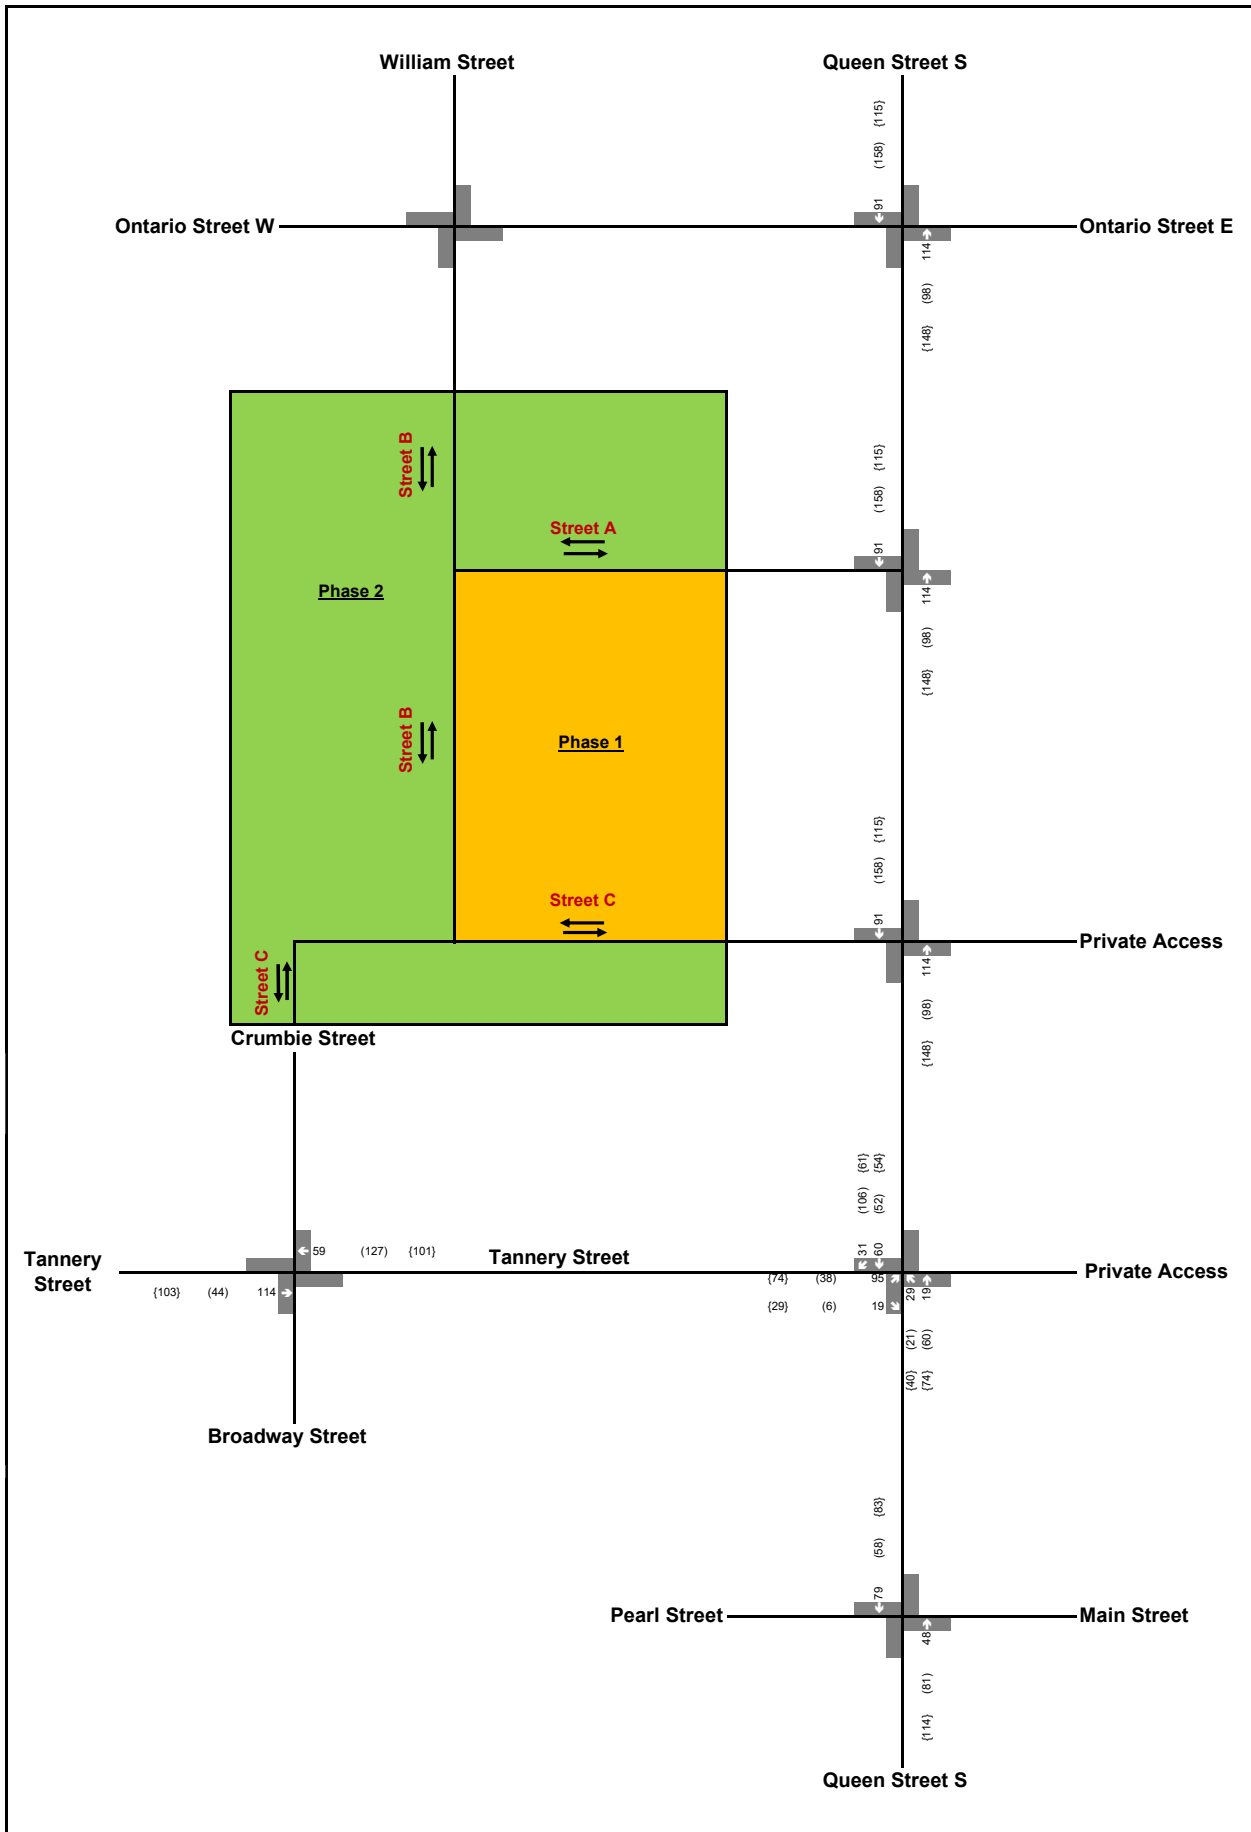 William Street
Queen Street S
{115}
(158)
91
Ontario Street W
Ontario Street E
114
(98)
{148}
Street B
{115}
(158)
Street A
91
Phase 2
114
(98)
{148}
Street B
Phase 1
{115}
(158)
Street C
91
Private Access
114
Street C
(98)
Crumbie Street
{148}
{61} {54}
(106) (52)
31 60
Tannery
Street
59 (127) {101}
Tannery Street
Private Access
{103} (44) 114
{74} (38) 95
{29} (6) 19
29 19
(21) (60)
{40} {74}
Broadway Street
{83}
(58)
79
Pearl Street
Main Street
48
(81)
{114}
Queen Street S